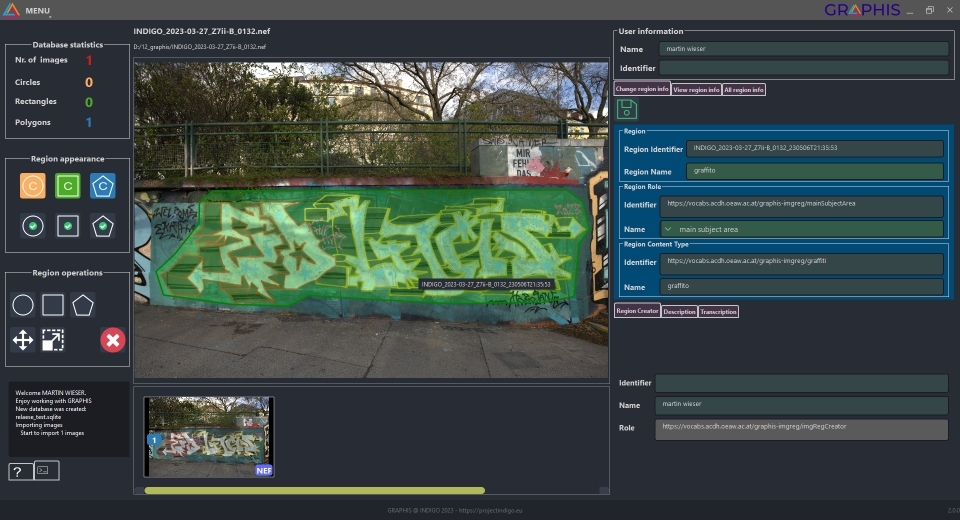 MENU
GRAPHIS
Database statistics
Nr. of images 1
Circles 0
Rectangles 0
Polygons 1
Region appearance
C C C
Region operations
Welcome MARTIN WIESER.
Enjoy working with GRAPHIS
New database was created:
relaese_test.sqlite
Importing images
Start to import 1 images
?
INDIGO_2023-03-27_Z7ii-B_0132.nef
D:/12_graphis/INDIGO_2023-03-27_Z7ii-B_0132.nef
MIR
FEHL
DAS
INDIGO_2023-03-27_Z7ii-B_0132_230506T21:35:53
1
NEF
User information
Name martin wieser
Identifier
Change region info View region info All region info
Region
Region Identifier INDIGO_2023-03-27_Z7ii-B_0132_230506T21:35:53
Region Name graffito
Region Role
Identifier https://vocabs.acdh.oeaw.ac.at/graphis-imgreg/mainSubjectArea
Name main subject area
Region Content Type
Identifier https://vocabs.acdh.oeaw.ac.at/graphis-imgreg/graffiti
Name graffito
Region Creator Description Transcription
Identifier
Name martin wieser
Role https://vocabs.acdh.oeaw.ac.at/graphis-imgreg/imgRegCreator
GRAPHIS @ INDIGO 2023 - https://projectindigo.eu